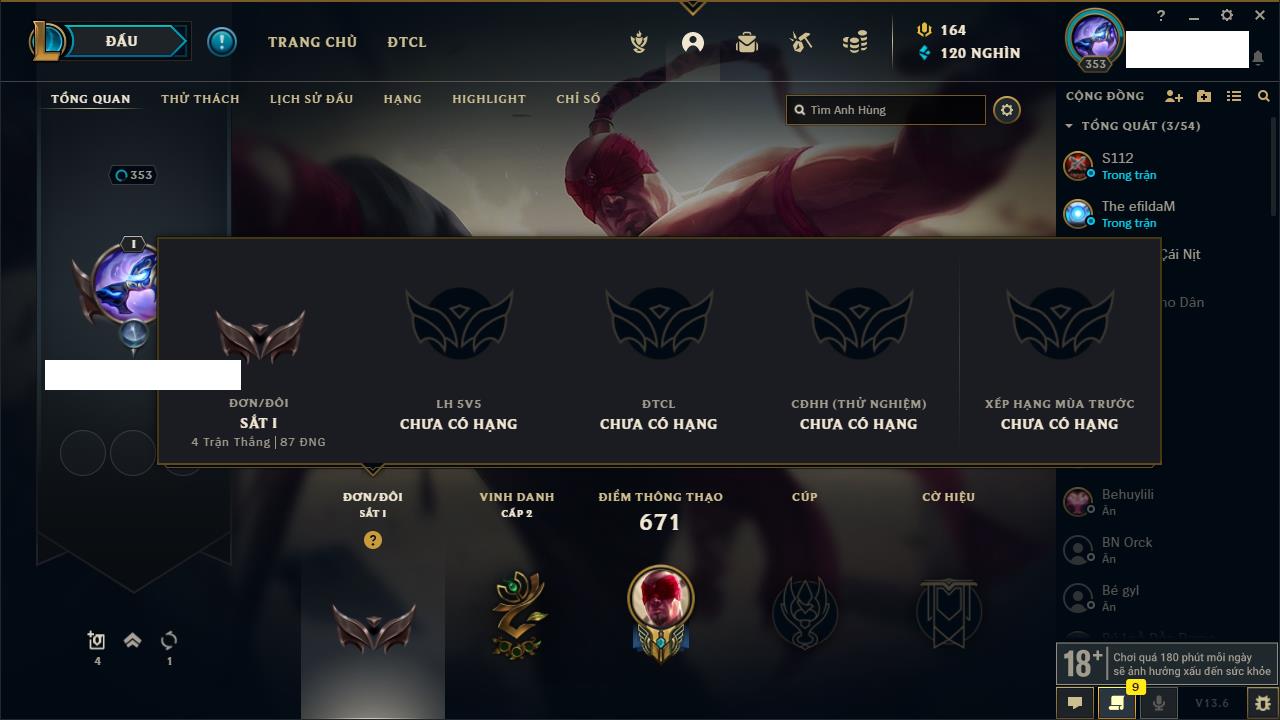 ĐẤU
TRANG CHỦ
ĐTCL
164
120 NGHÌN
353
TỔNG QUAN
THỬ THÁCH
LỊCH SỬ ĐẤU
HẠNG
HIGHLIGHT
CHỈ SỐ
Tìm Anh Hùng
CỘNG ĐỒNG
TỔNG QUÁT (3/54)
S112
Trong trận
The efildaM
Trong trận
Cái Nịt
ho Dân
353
I
ĐƠN/ĐÔI
SẮT I
4 Trận Thắng | 87 ĐNG
LH 5V5
CHƯA CÓ HẠNG
ĐTCL
CHƯA CÓ HẠNG
CĐHH (THỬ NGHIỆM)
CHƯA CÓ HẠNG
XẾP HẠNG MÙA TRƯỚC
CHƯA CÓ HẠNG
ĐƠN/ĐÔI
SẮT I
?
VINH DANH
CẤP 2
ĐIỂM THÔNG THẠO
671
CÚP
CỜ HIỆU
Behuylili
Ẩn
BN Orck
Ẩn
Bé gyl
Ẩn
4
1
18+
Chơi quá 180 phút mỗi ngày
sẽ ảnh hưởng xấu đến sức khỏe
9
V13.6